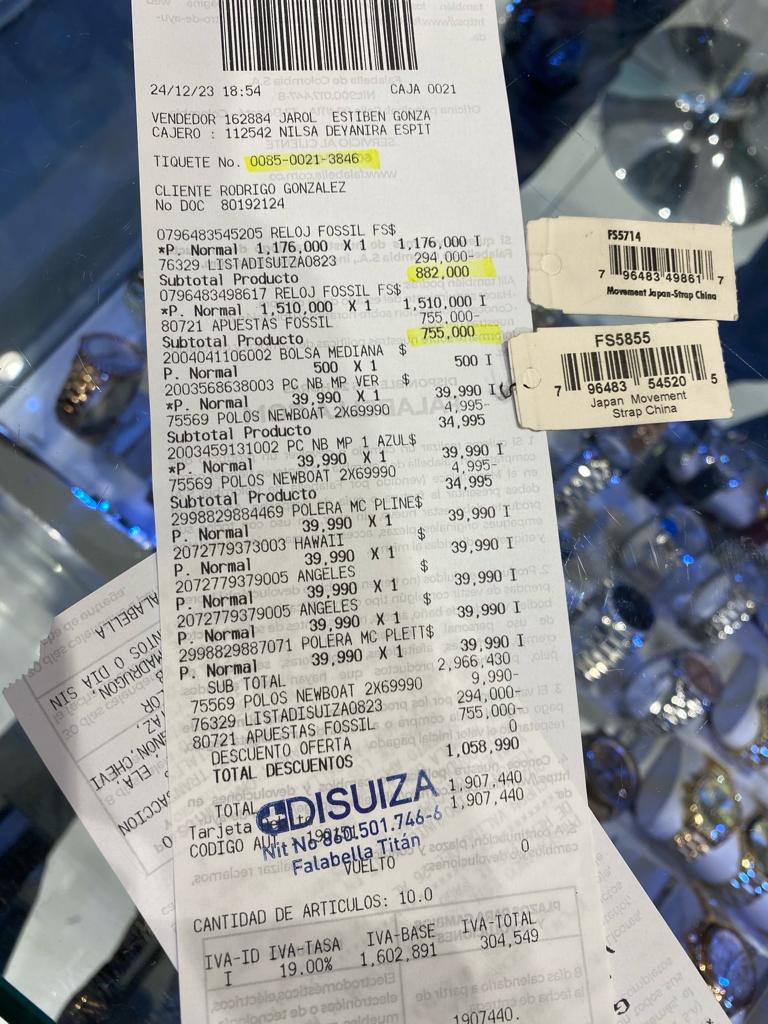 24/12/23 18:54 CAJA 0021
VENDEDOR 162884 JAROL ESTIBEN GONZA
CAJERO : 112542 NILSA DEYANIRA ESPIT
TIQUETE No. 0085-0021-3846
CLIENTE RODRIGO GONZALEZ
No DOC 80192124
0796483545205 RELOJ FOSSIL FS$
*P. Normal 1,176,000 X 1 1,176,000 I
76329 LISTADISUIZA0823 294,000-
Subtotal Producto 882,000
0796483498617 RELOJ FOSSIL FS$
*P. Normal 1,510,000 X 1 1,510,000 I
80721 APUESTAS FOSSIL 755,000-
Subtotal Producto 755,000
2004041106002 BOLSA MEDIANA $
P. Normal 500 X 1 500 I
2003568638003 PC NB MP VER $
*P. Normal 39,990 X 1 39,990 I
75569 POLOS NEWBOAT 2X69990 4,995-
Subtotal Producto 34,995
2003459131002 PC NB MP 1 AZUL$
*P. Normal 39,990 X 1 39,990 I
75569 POLOS NEWBOAT 2X69990 4,995-
Subtotal Producto 34,995
2998829884469 POLERA MC PLINE$
P. Normal 39,990 X 1 39,990 I
2072779373003 HAWAII $
P. Normal 39,990 X 1 39,990 I
2072779379005 ANGELES $
P. Normal 39,990 X 1 39,990 I
2072779379005 ANGELES $
P. Normal 39,990 X 1 39,990 I
2998829887071 POLERA MC PLETT$
P. Normal 39,990 X 1 39,990 I
SUB TOTAL 2,966,430
75569 POLOS NEWBOAT 2X69990 9,990-
76329 LISTADISUIZA0823 294,000-
80721 APUESTAS FOSSIL 755,000-
DESCUENTO OFERTA 0
TOTAL DESCUENTOS 1,058,990
TOTAL 1,907,440
Tarjeta 1,907,440
CODIGO
DISUIZA
Nit No 860.501.746-6
Falabella Titán
VUELTO 0
CANTIDAD DE ARTICULOS: 10.0
IVA-ID IVA-TASA IVA-BASE IVA-TOTAL
I 19.00% 1,602,891 304,549
1907440.
FS5714
7 96483 49861 7
Movement Japan-Strap China
FS5855
7 96483 54520 5
Japan Movement
Strap China